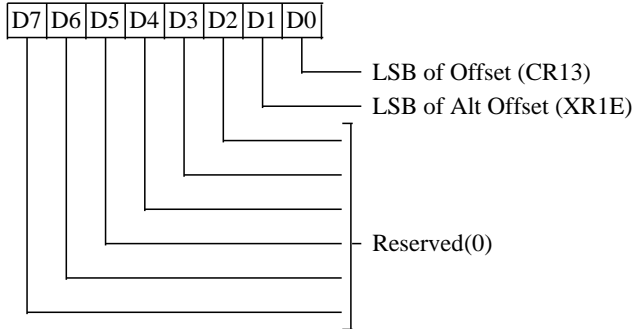 D7 D6 D5 D4 D3 D2 D1 D0
LSB of Offset (CR13)
LSB of Alt Offset (XR1E)
Reserved(0)